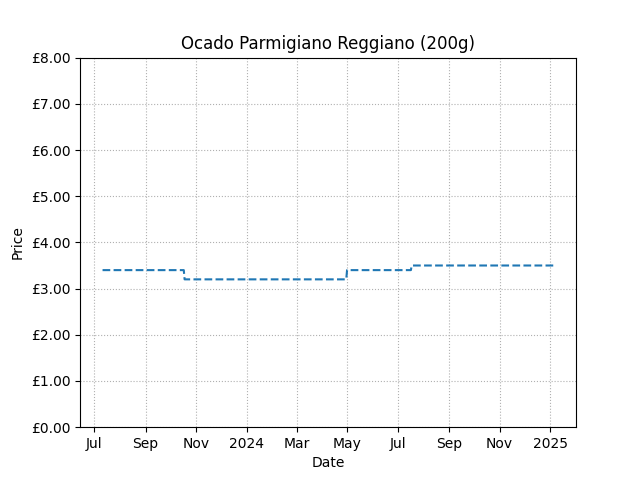 Ocado Parmigiano Reggiano (200g)
£8.00
£7.00
£6.00
£5.00
£4.00
£3.00
£2.00
£1.00
£0.00
Price
Jul Sep Nov 2024 Mar May Jul Sep Nov 2025
Date